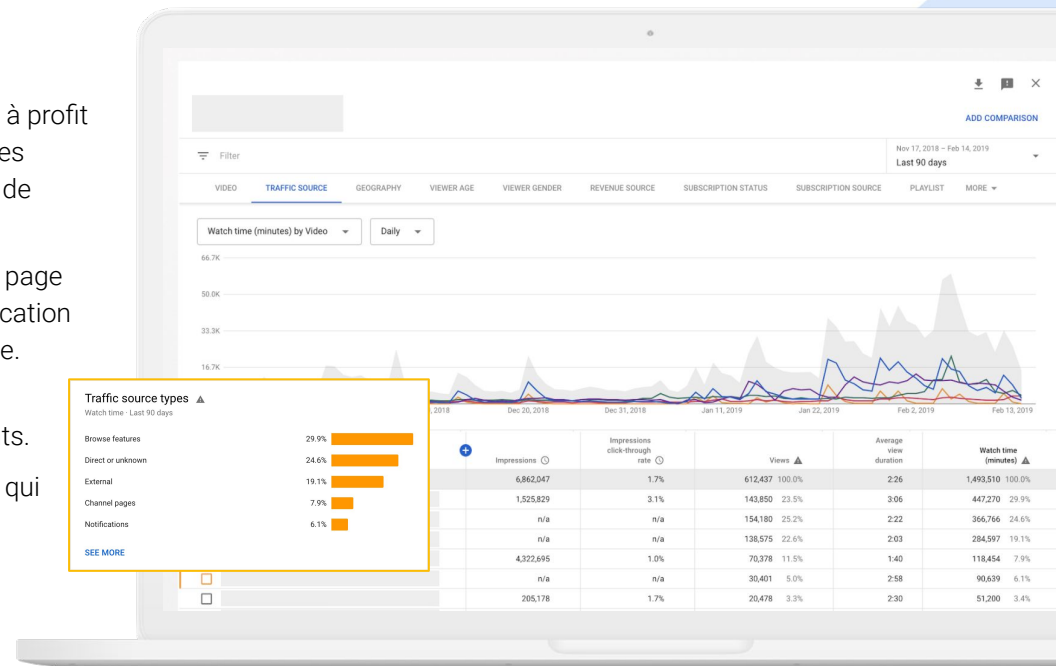 à profit
es
de
page
cation
e.
ts.
qui
ADD COMPARISON
Filter
Nov 17, 2018 – Feb 14, 2019
Last 90 days
VIDEO TRAFFIC SOURCE GEOGRAPHY VIEWER AGE VIEWER GENDER REVENUE SOURCE SUBSCRIPTION STATUS SUBSCRIPTION SOURCE PLAYLIST MORE
Watch time (minutes) by Video Daily
66.7K
50.0K
33.3K
16.7K
, 2018 Dec 20, 2018 Dec 31, 2018 Jan 11, 2019 Jan 22, 2019 Feb 2, 2019 Feb 13, 2019
Traffic source types
Watch time · Last 90 days
Browse features 29.9%
Direct or unknown 24.6%
External 19.1%
Channel pages 7.9%
Notifications 6.1%
SEE MORE
Impressions
Impressions
click-through
rate
Views
Average
view
duration
Watch time
(minutes)
6,862,047 1.7% 612,437 100.0% 2:26 1,493,510 100.0%
1,525,829 3.1% 143,850 23.5% 3:06 447,270 29.9%
n/a n/a 154,180 25.2% 2:22 366,766 24.6%
n/a n/a 138,575 22.6% 2:03 284,597 19.1%
4,322,695 1.0% 70,378 11.5% 1:40 118,454 7.9%
n/a n/a 30,401 5.0% 2:58 90,639 6.1%
205,178 1.7% 20,478 3.3% 2:30 51,200 3.4%